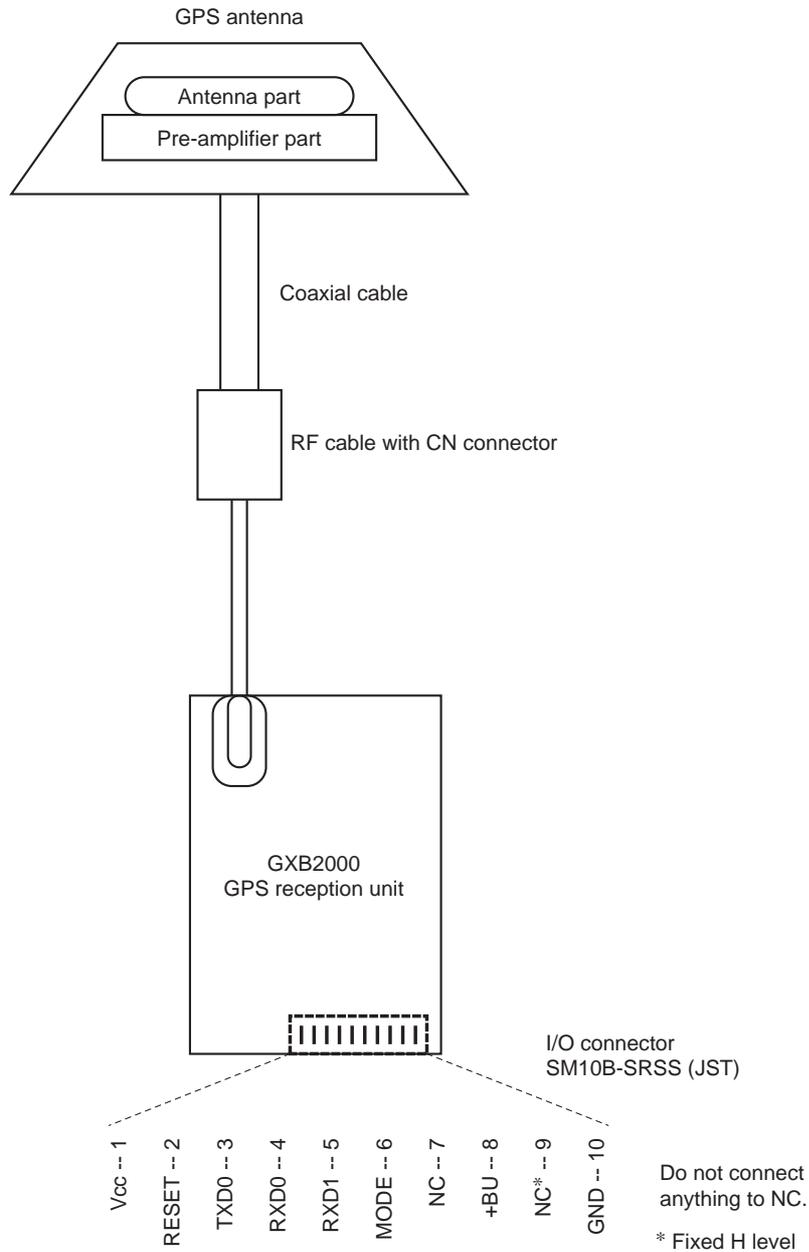 GPS antenna
Antenna part
Pre-amplifier part
Coaxial cable
RF cable with CN connector
GXB2000
GPS reception unit
I/O connector
SM10B-SRSS (JST)
Vcc -- 1
RESET -- 2
TXD0 -- 3
RXD0 -- 4
RXD1 -- 5
MODE -- 6
NC -- 7
+BU -- 8
NC* -- 9
GND -- 10
Do not connect
anything to NC.
* Fixed H level